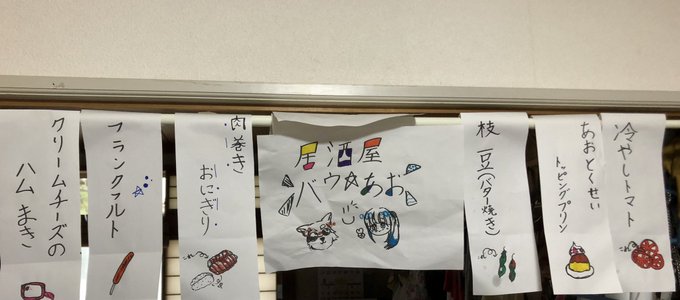 冷やしトマト
あおとくせい
トッピングプリン
枝豆(バター焼き)
居酒屋
バウ☆あお
肉巻き
おにぎり
フランクフルト
クリームチーズの
ハムまき